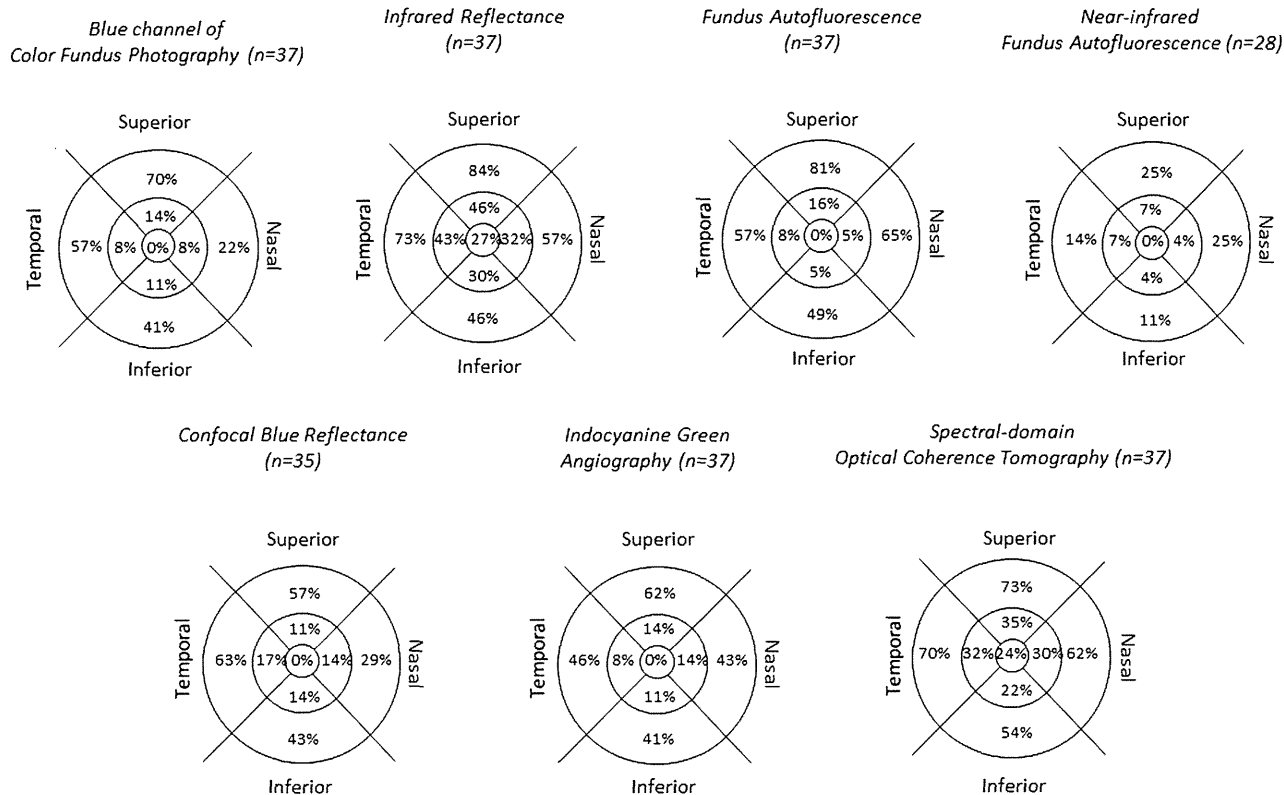 Blue channel of
Color Fundus Photography (n=37)
Infrared Reflectance
(n=37)
Fundus Autofluorescence
(n=37)
Near-infrared
Fundus Autofluorescence (n=28)
Superior
70%
14%
Temporal
57% 8% 0% 8% 22%
Nasal
11%
41%
Inferior
Superior
84%
46%
73% 43% 27% 32% 57%
Nasal
30%
46%
Inferior
Superior
81%
16%
Temporal
57% 8% 0% 5% 65%
Nasal
5%
49%
Inferior
Superior
25%
7%
Temporal
14% 7% 0% 4% 25%
Nasal
4%
11%
Inferior
Confocal Blue Reflectance
(n=35)
Indocyanine Green
Angiography (n=37)
Spectral-domain
Optical Coherence Tomography (n=37)
Superior
57%
11%
Temporal
63% 17% 0% 14% 29%
Nasal
14%
43%
Inferior
Superior
62%
14%
Temporal
46% 8% 0% 14% 43%
Nasal
11%
41%
Inferior
Superior
73%
35%
Temporal
70% 32% 24% 30% 62%
Nasal
22%
54%
Inferior